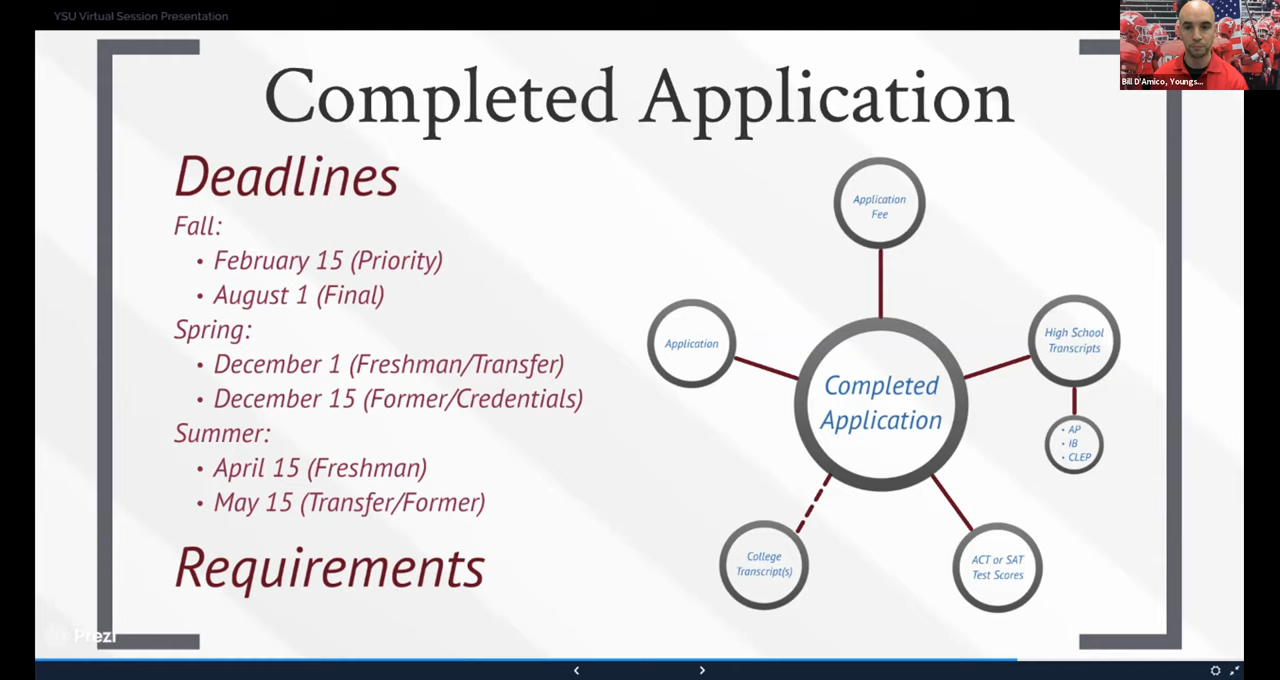 YSU Virtual Session Presentation
Bill D'Amico, Youngs...
Completed Application
Deadlines
Fall:
• February 15 (Priority)
• August 1 (Final)
Spring:
• December 1 (Freshman/Transfer)
• December 15 (Former/Credentials)
Summer:
• April 15 (Freshman)
• May 15 (Transfer/Former)
Requirements
Application
Fee
Application
High School
Transcripts
Completed
Application
• AP
• IB
• CLEP
College
Transcript(s)
ACT or SAT
Test Scores
Prezi